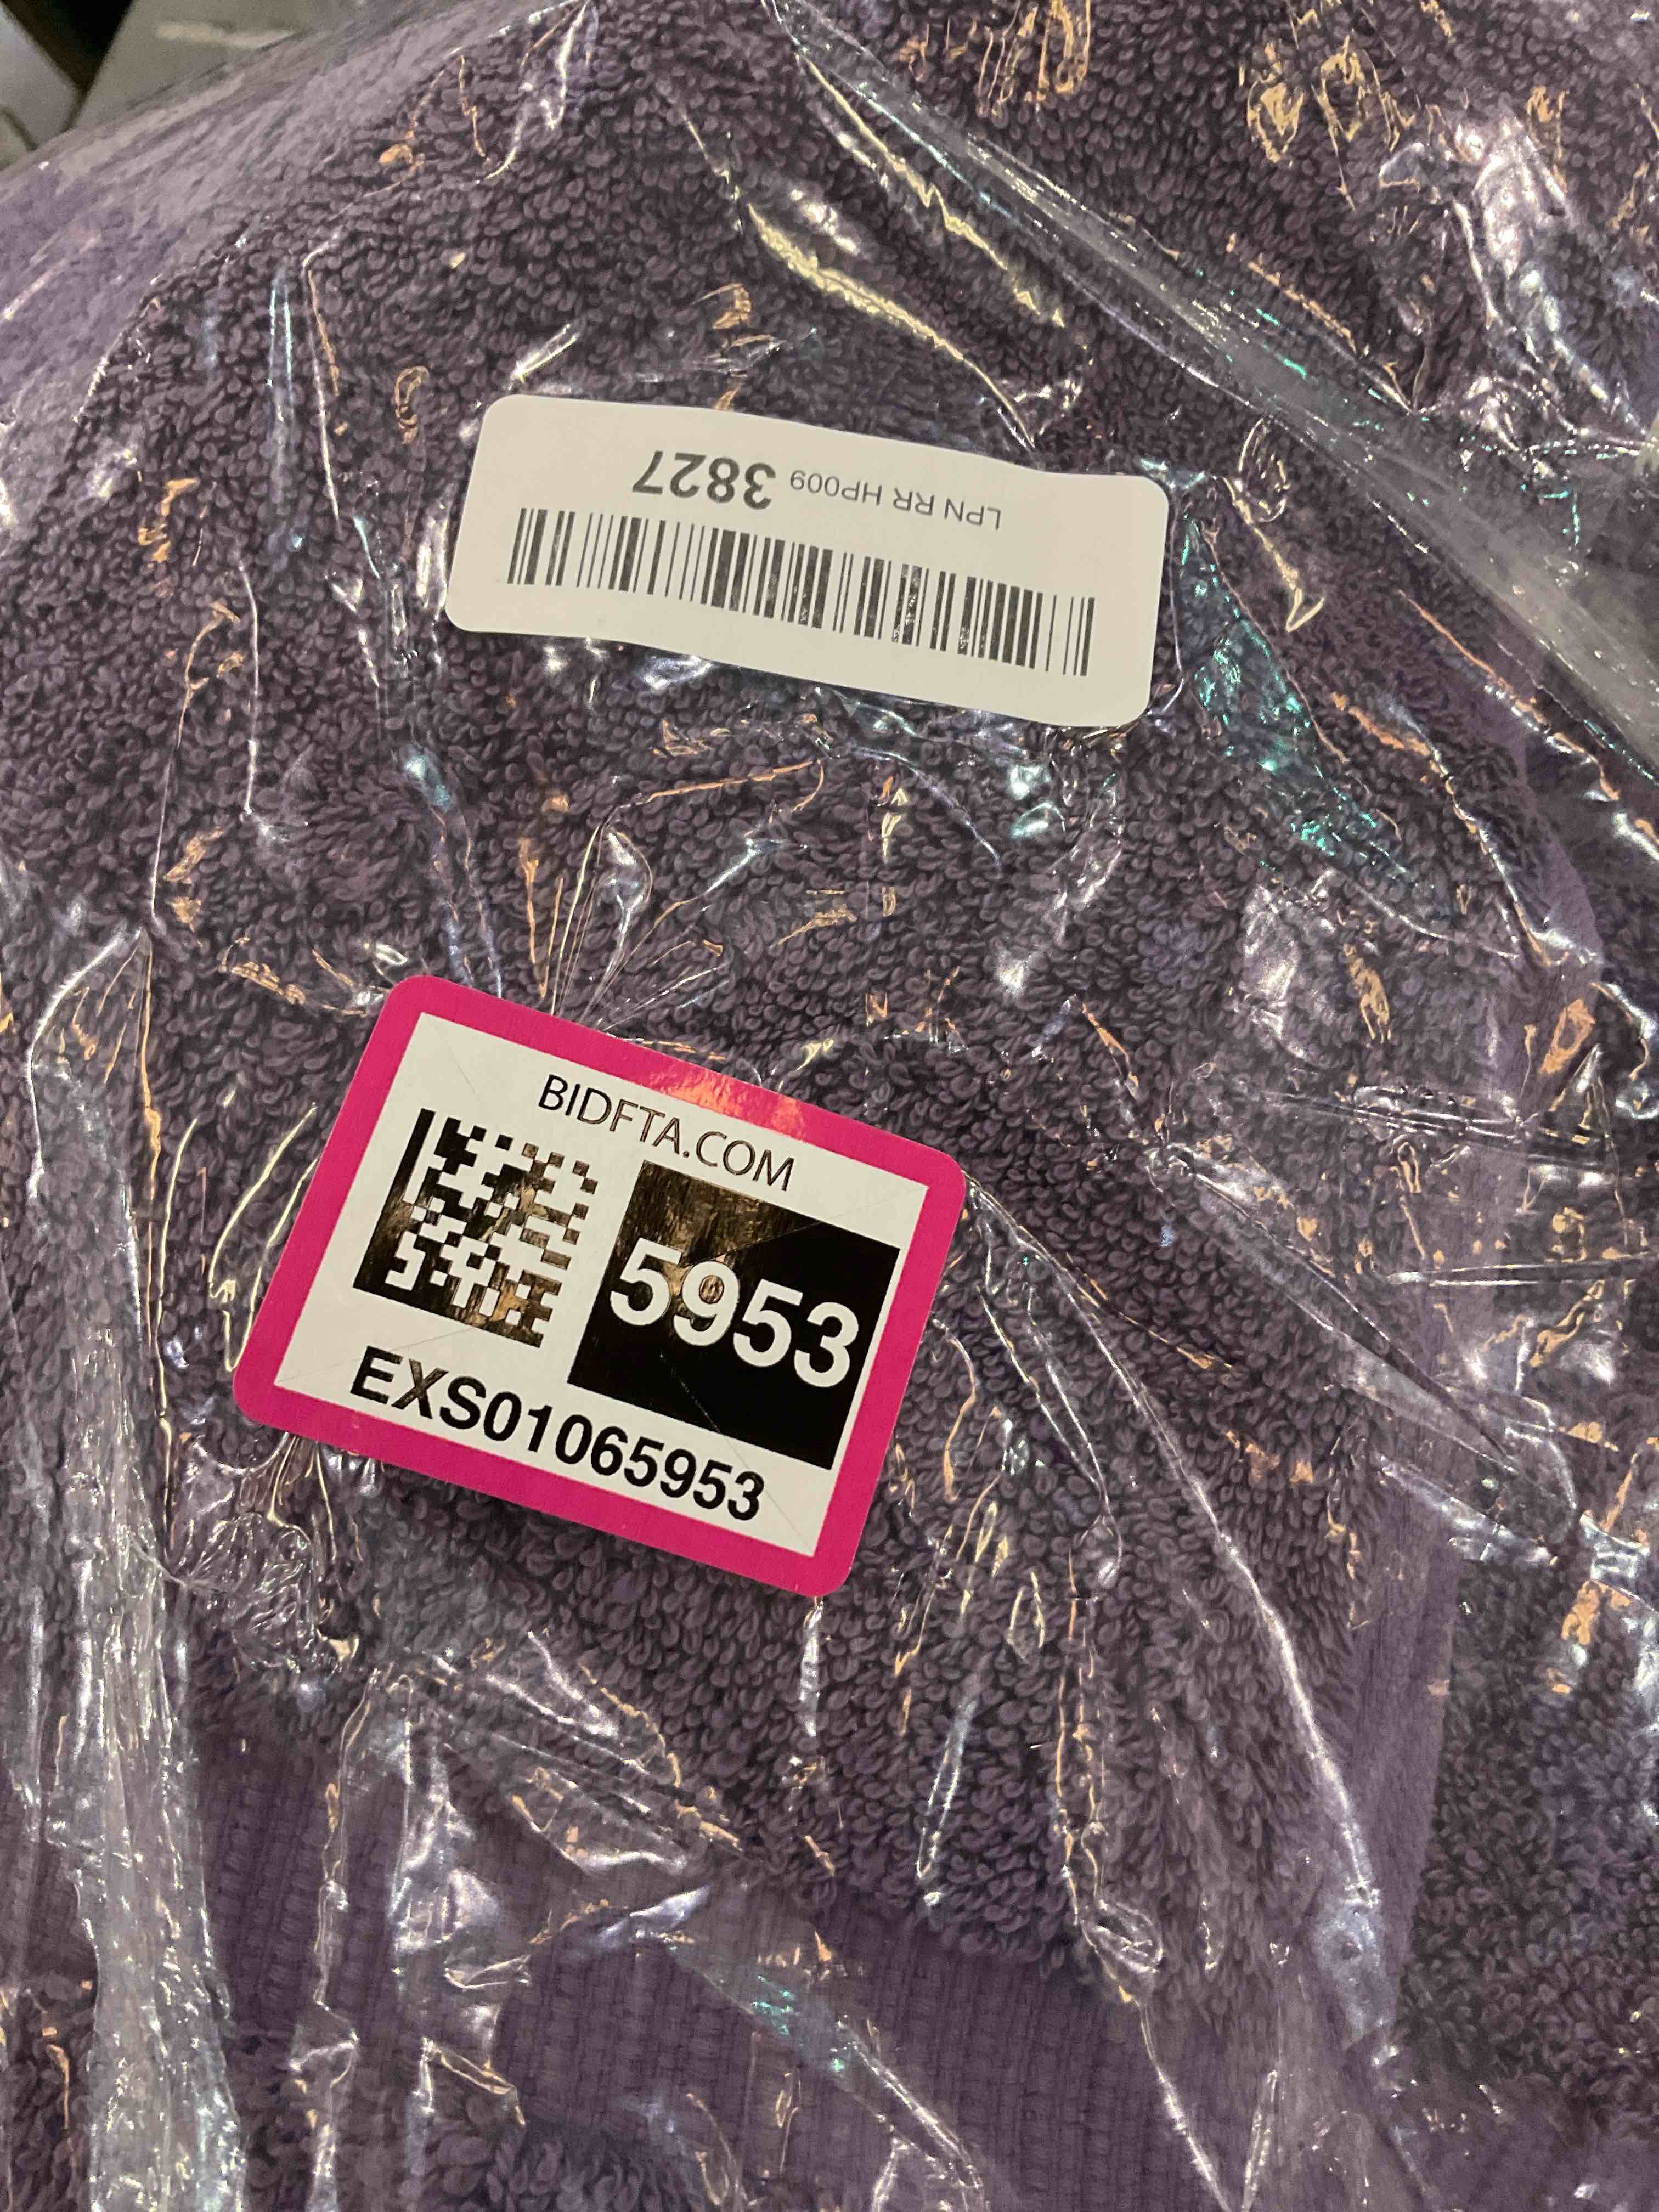 LPN RR HP009 3827
BIDFTA.COM
5953
EXS01065953